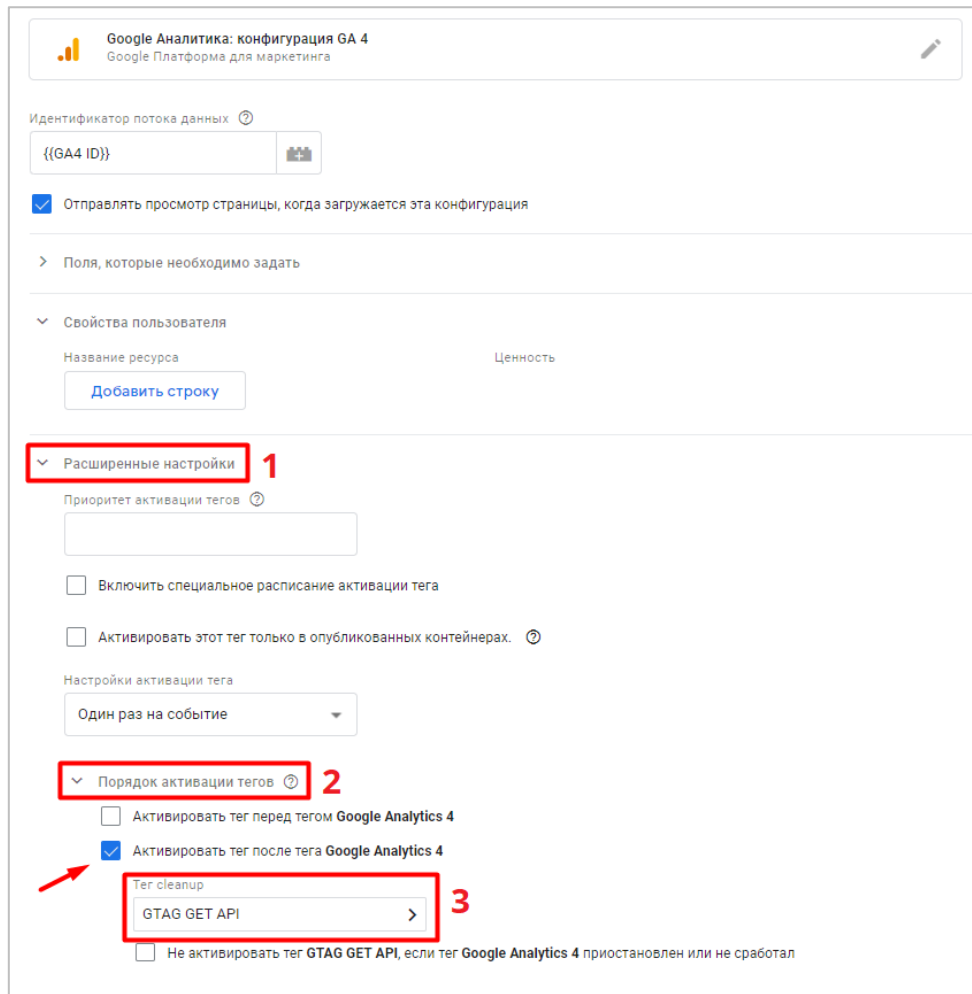 Google Аналитика: конфигурация GA 4
Google Платформа для маркетинга
Идентификатор потока данных
{{GA4 ID}}
Отправлять просмотр страницы, когда загружается эта конфигурация
Поля, которые необходимо задать
Свойства пользователя
Название ресурса Ценность
Добавить строку
Расширенные настройки 1
Приоритет активации тегов
Включить специальное расписание активации тега
Активировать этот тег только в опубликованных контейнерах.
Настройки активации тега
Один раз на событие
Порядок активации тегов 2
Активировать тег перед тегом Google Analytics 4
Активировать тег после тега Google Analytics 4
Тег cleanup
GTAG GET API 3
Не активировать тег GTAG GET API, если тег Google Analytics 4 приостановлен или не сработал